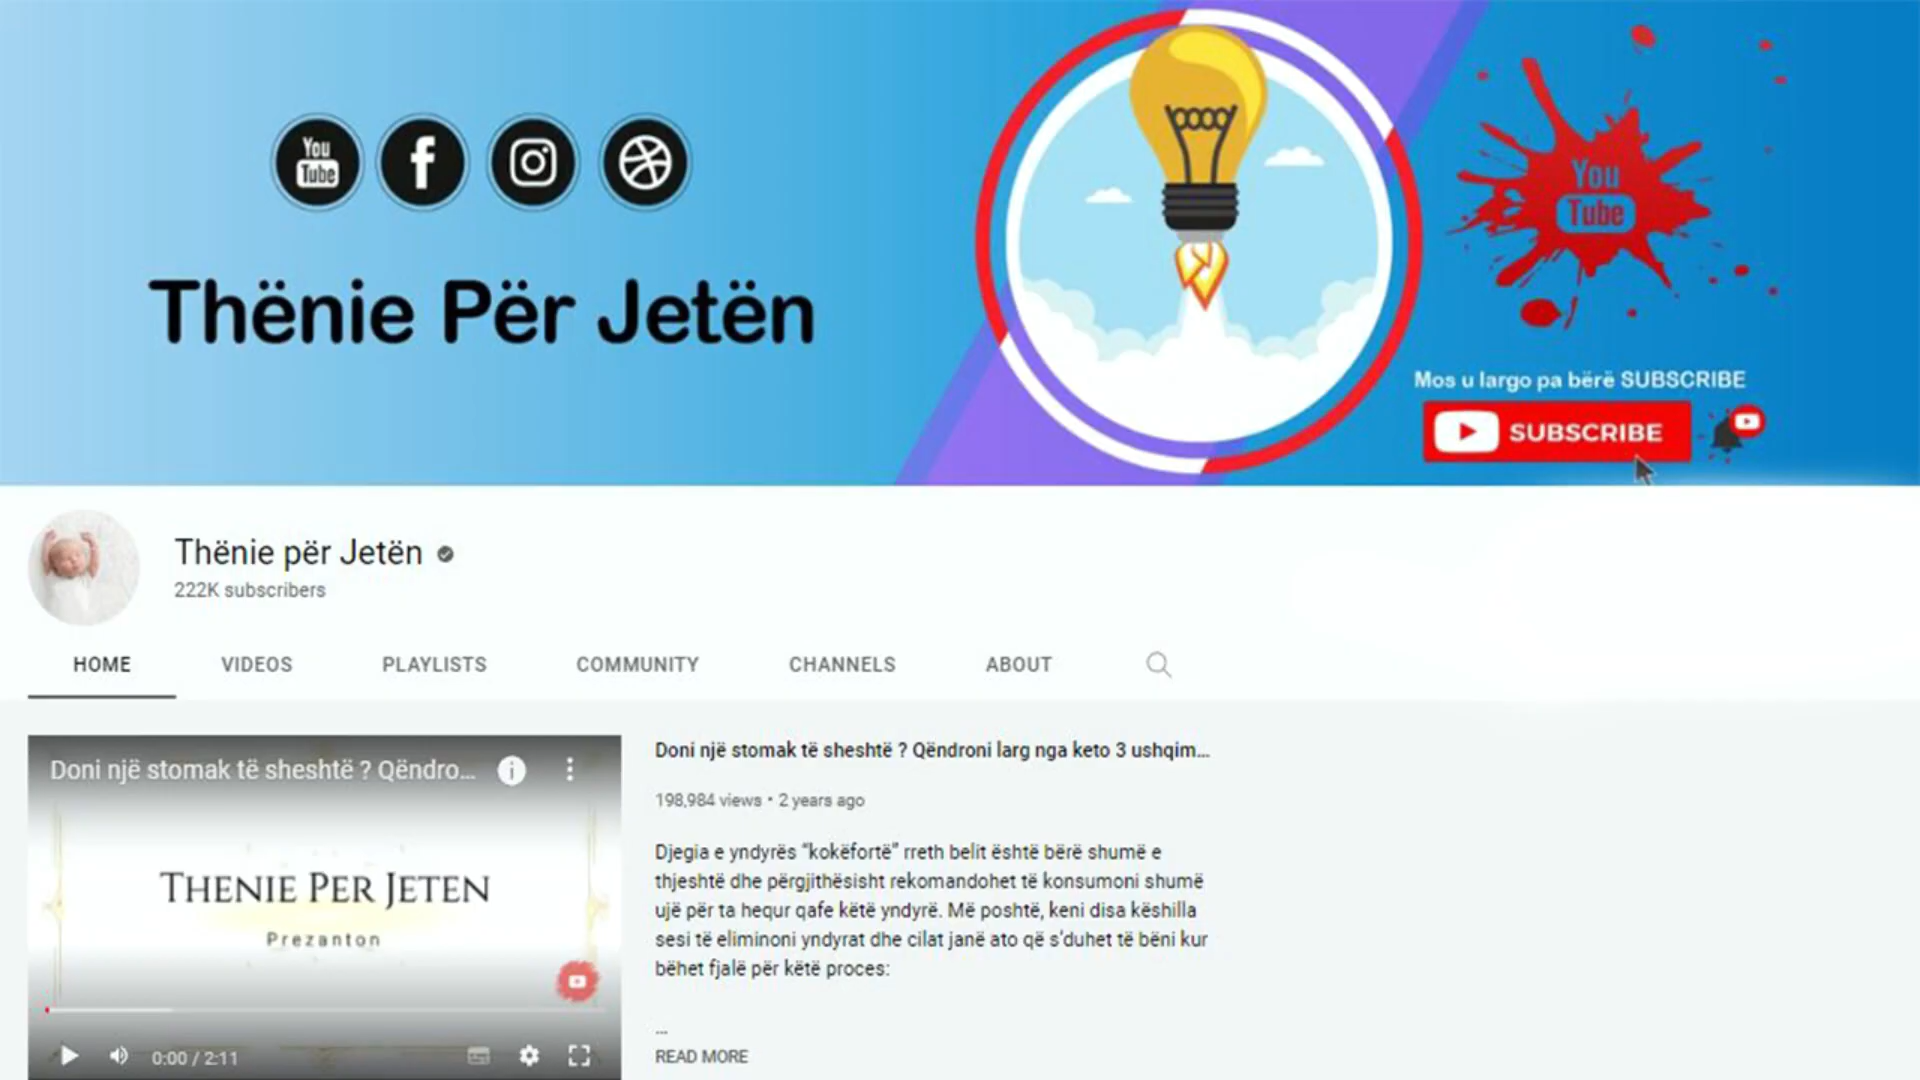 You
Tube
Thënie Për Jetën
You
Tube
Mos u largo pa bërë SUBSCRIBE
SUBSCRIBE
Thënie për Jetën
222K subscribers
HOME VIDEOS PLAYLISTS COMMUNITY CHANNELS ABOUT
Doni një stomak të sheshtë ? Qëndro...
THENIE PER JETEN
Prezanton
0:00 / 2:11
Doni një stomak të sheshtë ? Qëndroni larg nga keto 3 ushqim...
198,984 views • 2 years ago
Djegia e yndyrës “kokëfortë” rreth belit është bërë shumë e
thjeshtë dhe përgjithësisht rekomandohet të konsumoni shumë
ujë për ta hequr qafe këtë yndyrë. Më poshtë, keni disa këshilla
sesi të eliminoni yndyrat dhe cilat janë ato që s'duhet të bëni kur
bëhet fjalë për këtë proces:
...
READ MORE